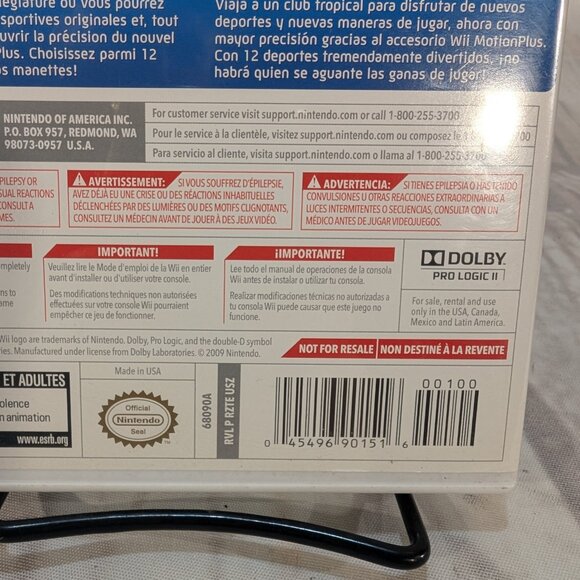 égiature où vous pourrez
sportives originales et, tout
uvrir la précision du nouvel
Plus. Choisissez parmi 12
os manettes!
Viaja a un club tropical para disfrutar de nuevos
deportes y nuevas maneras de jugar, ahora con
mayor precisión gracias al accesorio Wii MotionPlus.
Con 12 deportes tremendamente divertidos, ¡no
habrá quien se aguante las ganas de jugar!
NINTENDO OF AMERICA INC.
P.O. BOX 957, REDMOND, WA
98073-0957 U.S.A.
For customer service visit support.nintendo.com or call 1-800-255-3700
Pour le service à la clientèle, visitez support.nintendo.com ou composez le 1-800-255-3700
Para servicio al cliente, visita support.nintendo.com o llama al 1-800-255-3700
PILEPSY OR
SUAL REACTIONS
CONSULT A
MES.
AVERTISSEMENT: SI VOUS SOUFFREZ D'ÉPILEPSIE,
AVEZ DÉJÀ EU UNE CRISE OU DES RÉACTIONS INHABITUELLES
DÉCLENCHÉES PAR DES LUMIÈRES OU DES MOTIFS CLIGNOTANTS,
CONSULTEZ UN MÉDECIN AVANT DE JOUER À DES JEUX VIDÉO.
ADVERTENCIA: SI TIENES EPILEPSIA O HAS TENIDO
CONVULSIONES U OTRAS REACCIONES EXTRAORDINARIAS A
LUCES INTERMITENTES O SECUENCIAS, CONSULTA CON UN
MÉDICO ANTES DE JUGAR VIDEOJUEGOS.
ompletely
ns to
ame
IMPORTANT!
Veuillez lire le Mode d'emploi de la Wii en entier
avant d'installer ou d'utiliser votre console.
Des modifications techniques non autorisées
effectuées sur votre console Wii pourraient
empêcher ce jeu de fonctionner.
¡IMPORTANTE!
Lee todo el manual de operaciones de la consola
Wii antes de instalar o utilizar tu consola.
Realizar modificaciones técnicas no autorizadas a
tu consola Wii puede causar que este juego no
funcione.
DOLBY
PRO LOGIC II
For sale, rental and use
only in the USA, Canada,
Mexico and Latin America.
Wii logo are trademarks of Nintendo. Dolby, Pro Logic, and the double-D symbol
ries. Manufactured under license from Dolby Laboratories. © 2009 Nintendo.
NOT FOR RESALE NON DESTINÉ À LA REVENTE
ET ADULTES
olence
n animation
www.esrb.org
Made in USA
Official
Nintendo
Seal
68090A
RVL P RZTE USZ
0 45496 90151 6
00100